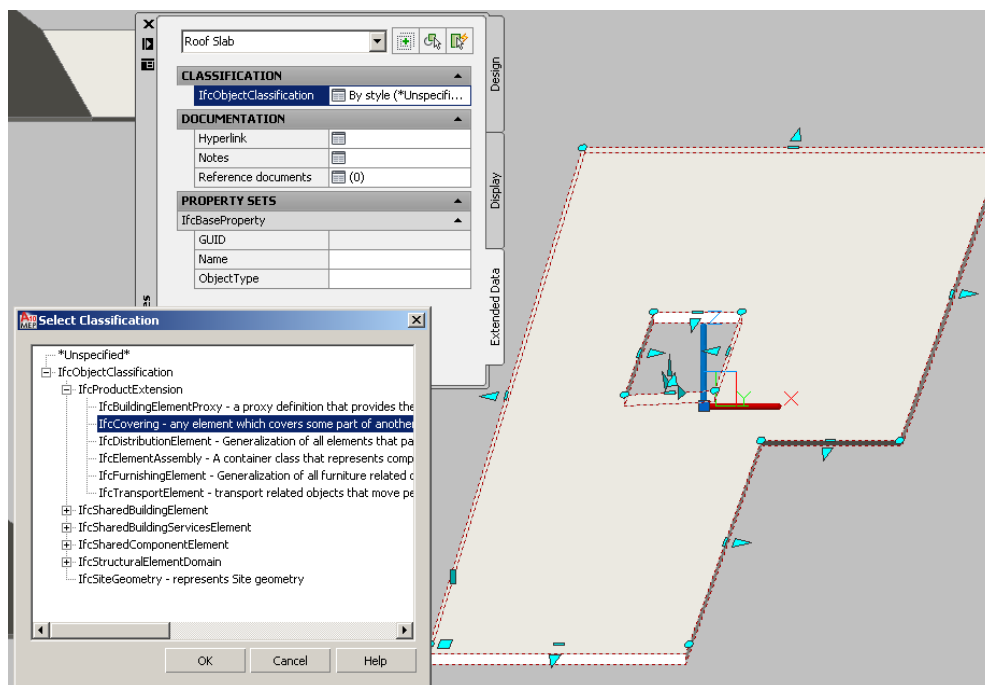 Roof Slab
CLASSIFICATION
IfcObjectClassification By style (*Unspecifi...
DOCUMENTATION
Hyperlink
Notes
Reference documents (0)
PROPERTY SETS
IfcBaseProperty
GUID
Name
ObjectType
Design
Display
Extended Data
Select Classification
*Unspecified*
IfcObjectClassification
IfcProductExtension
IfcBuildingElementProxy - a proxy definition that provides the
IfcCovering - any element which covers some part of another
IfcDistributionElement - Generalization of all elements that pa
IfcElementAssembly - A container class that represents comp
IfcFurnishingElement - Generalization of all furniture related o
IfcTransportElement - transport related objects that move pe
IfcSharedBuildingElement
IfcSharedBuildingServicesElement
IfcSharedComponentElement
IfcStructuralElementDomain
IfcSiteGeometry - represents Site geometry
OK Cancel Help
X
Y